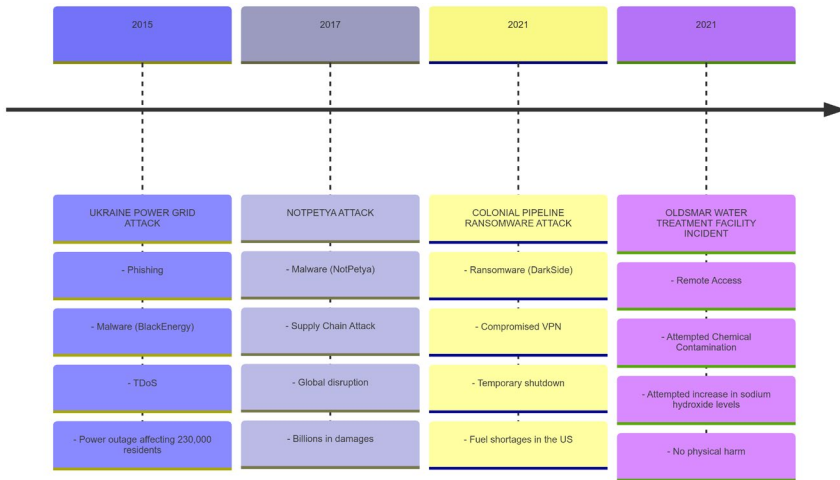 2015
2017
2021
2021
UKRAINE POWER GRID
ATTACK
- Phishing
- Malware (BlackEnergy)
- TDoS
- Power outage affecting 230,000
residents
NOTPETYA ATTACK
- Malware (NotPetya)
- Supply Chain Attack
- Global disruption
- Billions in damages
COLONIAL PIPELINE
RANSOMWARE ATTACK
- Ransomware (DarkSide)
- Compromised VPN
- Temporary shutdown
- Fuel shortages in the US
OLDSMAR WATER
TREATMENT FACILITY
INCIDENT
- Remote Access
- Attempted Chemical
Contamination
- Attempted increase in sodium
hydroxide levels
- No physical harm